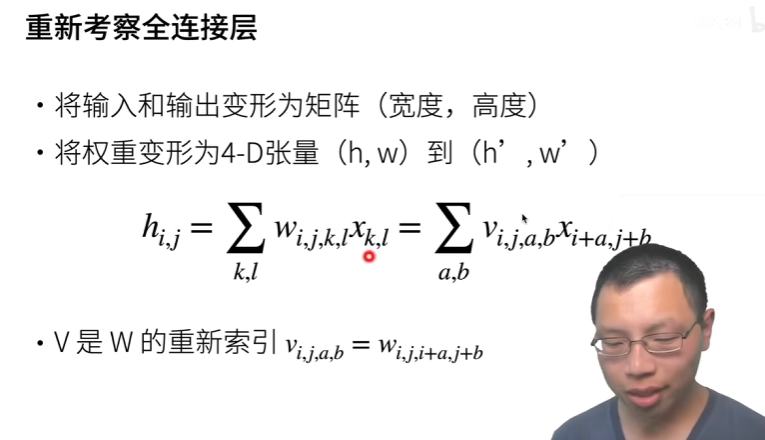 重新考察全连接层
・将输入和输出变形为矩阵（宽度，高度）
・将权重变形为4-D张量（h, w）到（h’, w’）
h_{i,j} = ∑_{k,l} w_{i,j,k,l}x_{k,l} = ∑_{a,b} v_{i,j,a,b}x_{i+a,j+b}
・V 是 W 的重新索引 v_{i,j,a,b} = w_{i,j,i+a,j+b}